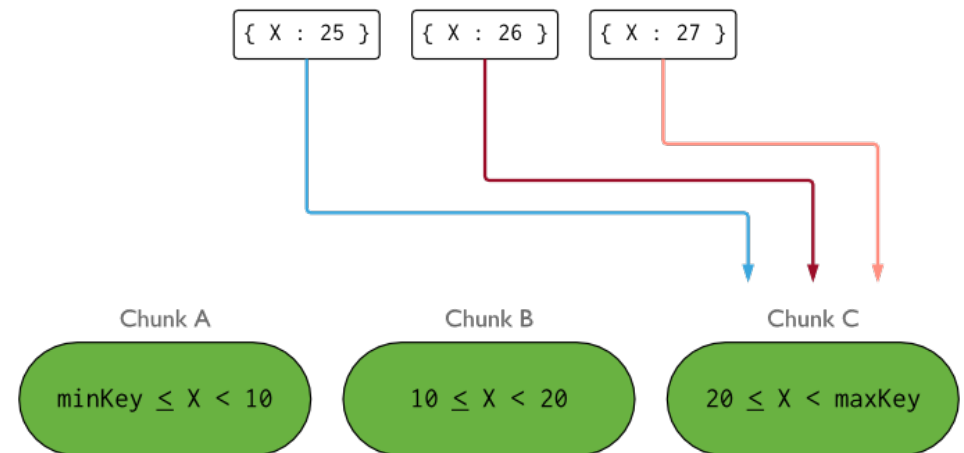 { X : 25 } { X : 26 } { X : 27 }
Chunk A Chunk B Chunk C
minKey ≤ X < 10 10 ≤ X < 20 20 ≤ X < maxKey